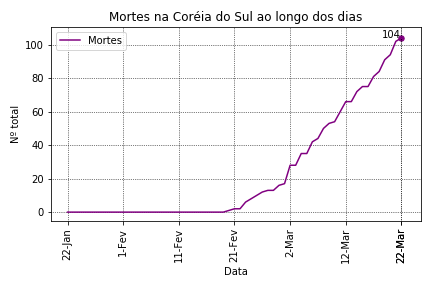 Mortes na Coréia do Sul ao longo dos dias
Mortes
104
Nº total
100
80
60
40
20
0
22-Jan
1-Fev
11-Fev
21-Fev
2-Mar
12-Mar
22-Mar
Data